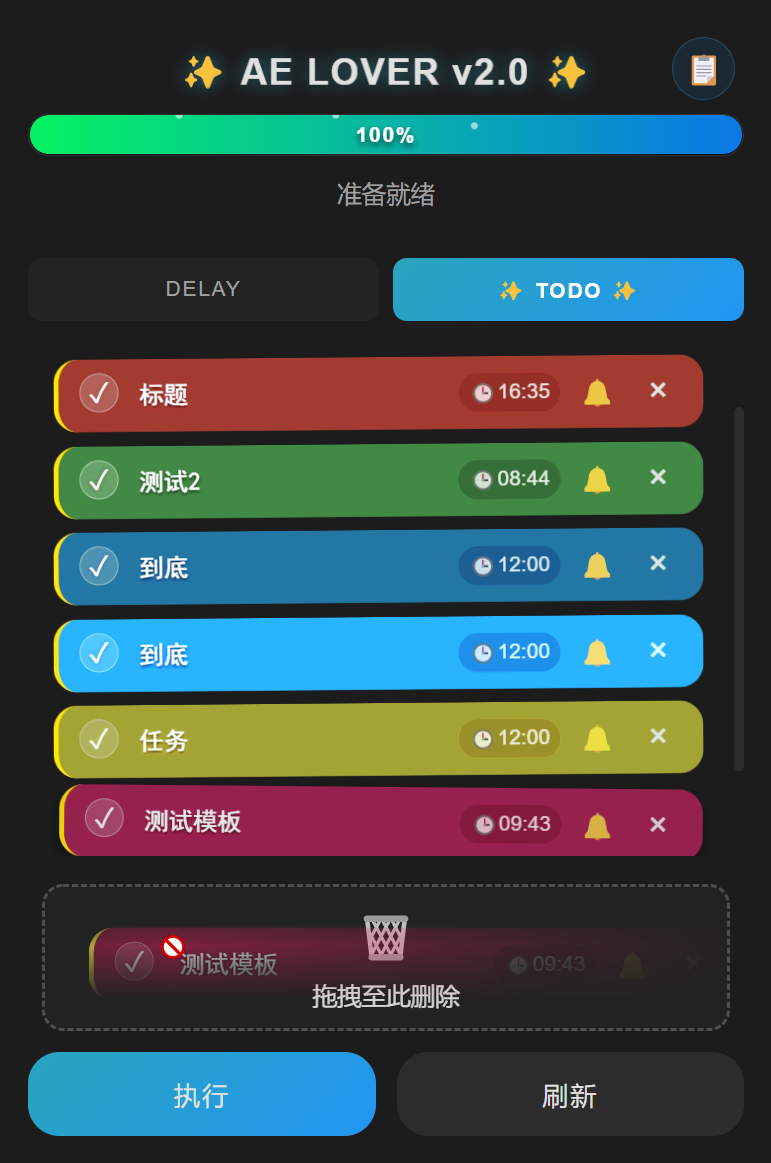 ✨ AE LOVER v2.0 ✨
100%
准备就绪
DELAY
✨ TODO ✨
标题 16:35
测试2 08:44
到底 12:00
到底 12:00
任务 12:00
测试模板 09:43
测试模板 09:43
拖拽至此删除
执行 刷新